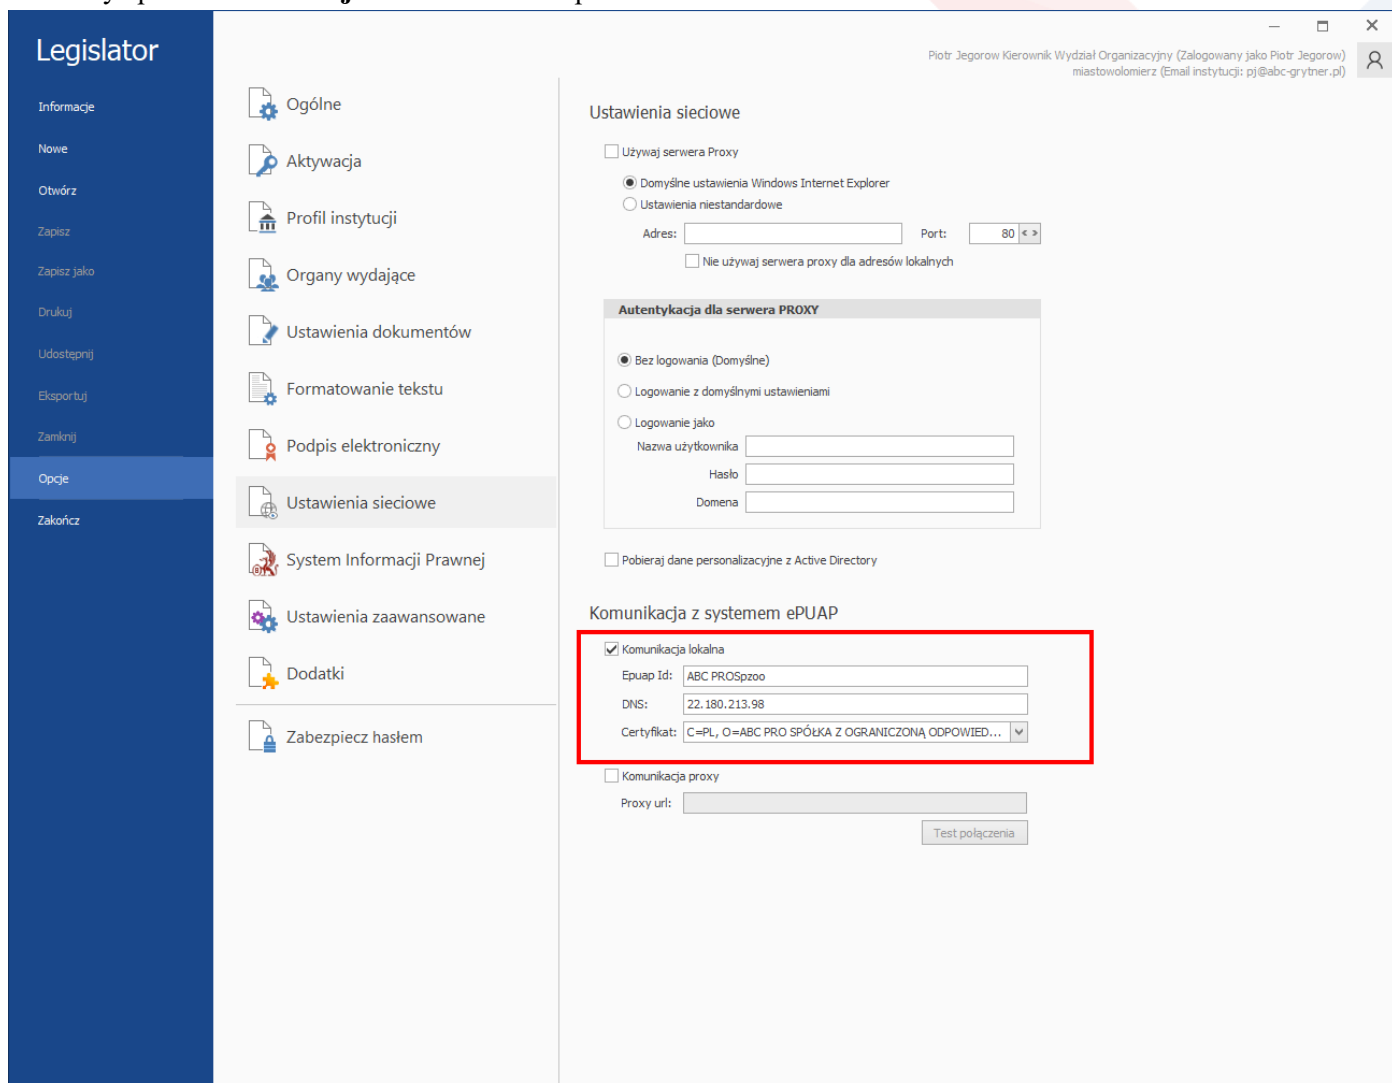 Legislator
Piotr Jegorow Kierownik Wydział Organizacyjny (Zalogowany jako Piotr Jegorow)
miastowolomierz (Email instytucji: pj@abc-grytner.pl)
Informacje
Nowe
Otwórz
Zapisz
Zapisz jako
Drukuj
Udostępnij
Eksportuj
Zamknij
Opcje
Zakończ
Ogólne
Aktywacja
Profil instytucji
Organy wydające
Ustawienia dokumentów
Formatowanie tekstu
Podpis elektroniczny
Ustawienia sieciowe
System Informacji Prawnej
Ustawienia zaawansowane
Dodatki
Zabezpiecz hasłem
Ustawienia sieciowe
Używaj serwera Proxy
Domyślne ustawienia Windows Internet Explorer
Ustawienia niestandardowe
Adres: Port: 80
Nie używaj serwera proxy dla adresów lokalnych
Autentykacja dla serwera PROXY
Bez logowania (Domyślne)
Logowanie z domyślnymi ustawieniami
Logowanie jako
Nazwa użytkownika
Hasło
Domena
Pobieraj dane personalizacyjne z Active Directory
Komunikacja z systemem ePUAP
Komunikacja lokalna
Epuap Id: ABC PROSpzoo
DNS: 22.180.213.98
Certyfikat: C=PL, O=ABC PRO SPÓŁKA Z OGRANICZONĄ ODPOWIED...
Komunikacja proxy
Proxy url:
Test połączenia